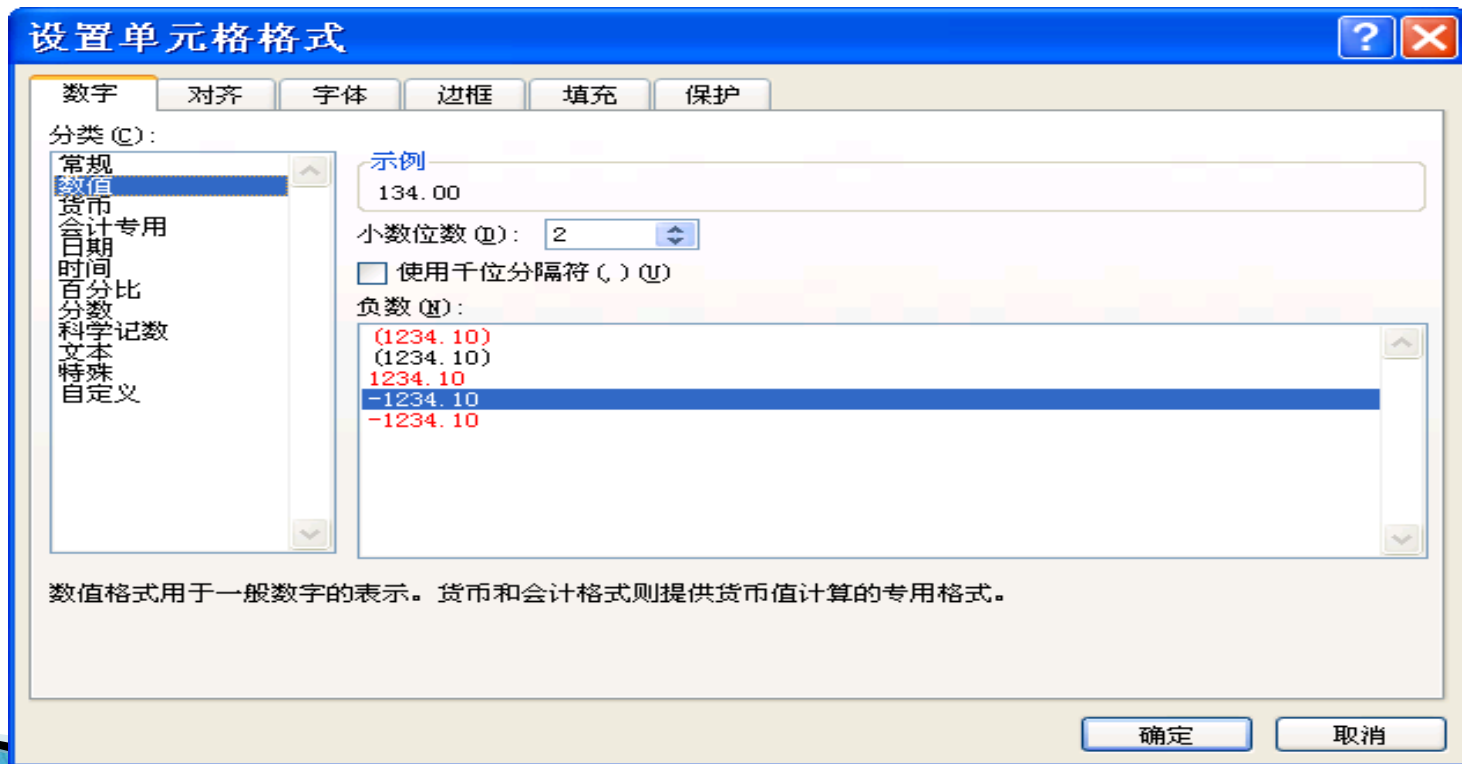 设置单元格格式
数字 对齐 字体 边框 填充 保护
分类(C):
常规
数值
货币
会计专用
日期
时间
百分比
分数
科学记数
文本
特殊
自定义
示例
134.00
小数位数(D): 2
使用千位分隔符(,)(U)
负数(N):
(1234.10)
(1234.10)
1234.10
-1234.10
-1234.10
数值格式用于一般数字的表示。货币和会计格式则提供货币值计算的专用格式。
确定 取消